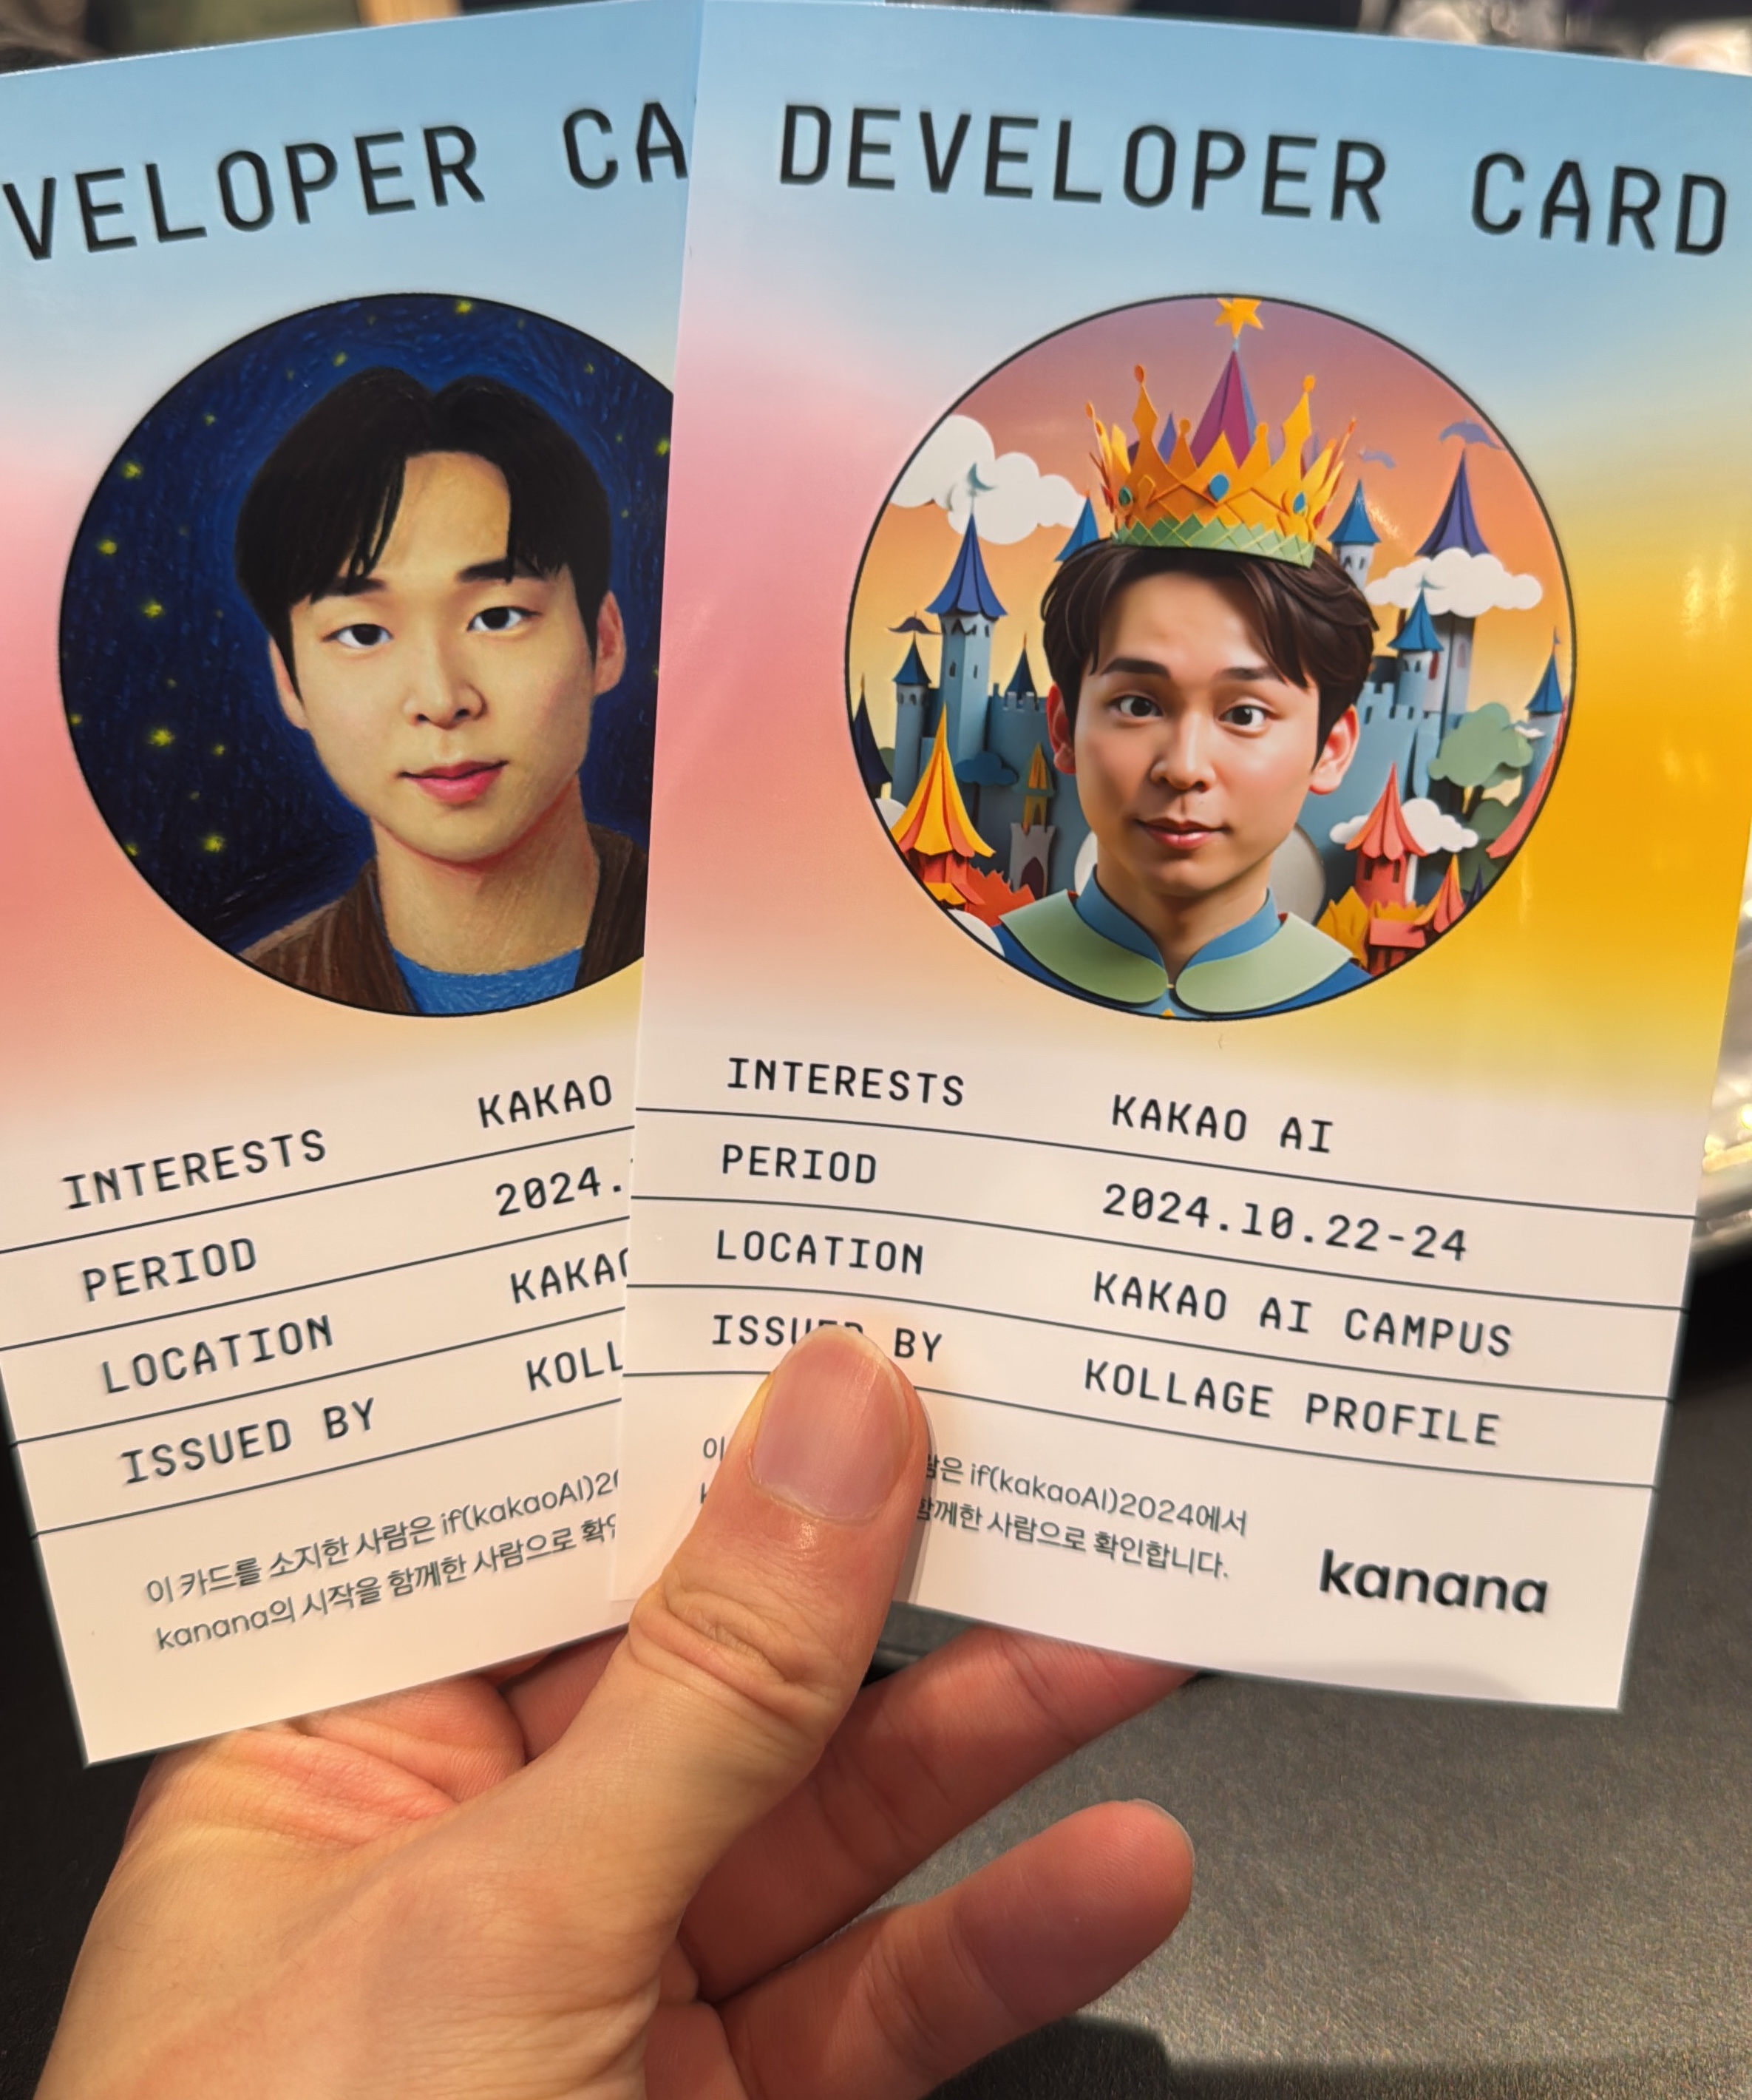 VELOPER CA
INTERESTS KAKAO
PERIOD 2024.
LOCATION KAKAO
ISSUED BY KOLL
이 카드를 소지한 사람은 if(kakaoAI)20
kanana의 시작을 함께한 사람으로 확인
DEVELOPER CARD
INTERESTS KAKAO AI
PERIOD 2024.10.22-24
LOCATION KAKAO AI CAMPUS
ISSUED BY KOLLAGE PROFILE
이 람은 if(kakaoAI)2024에서
함께한 사람으로 확인합니다.
kanana